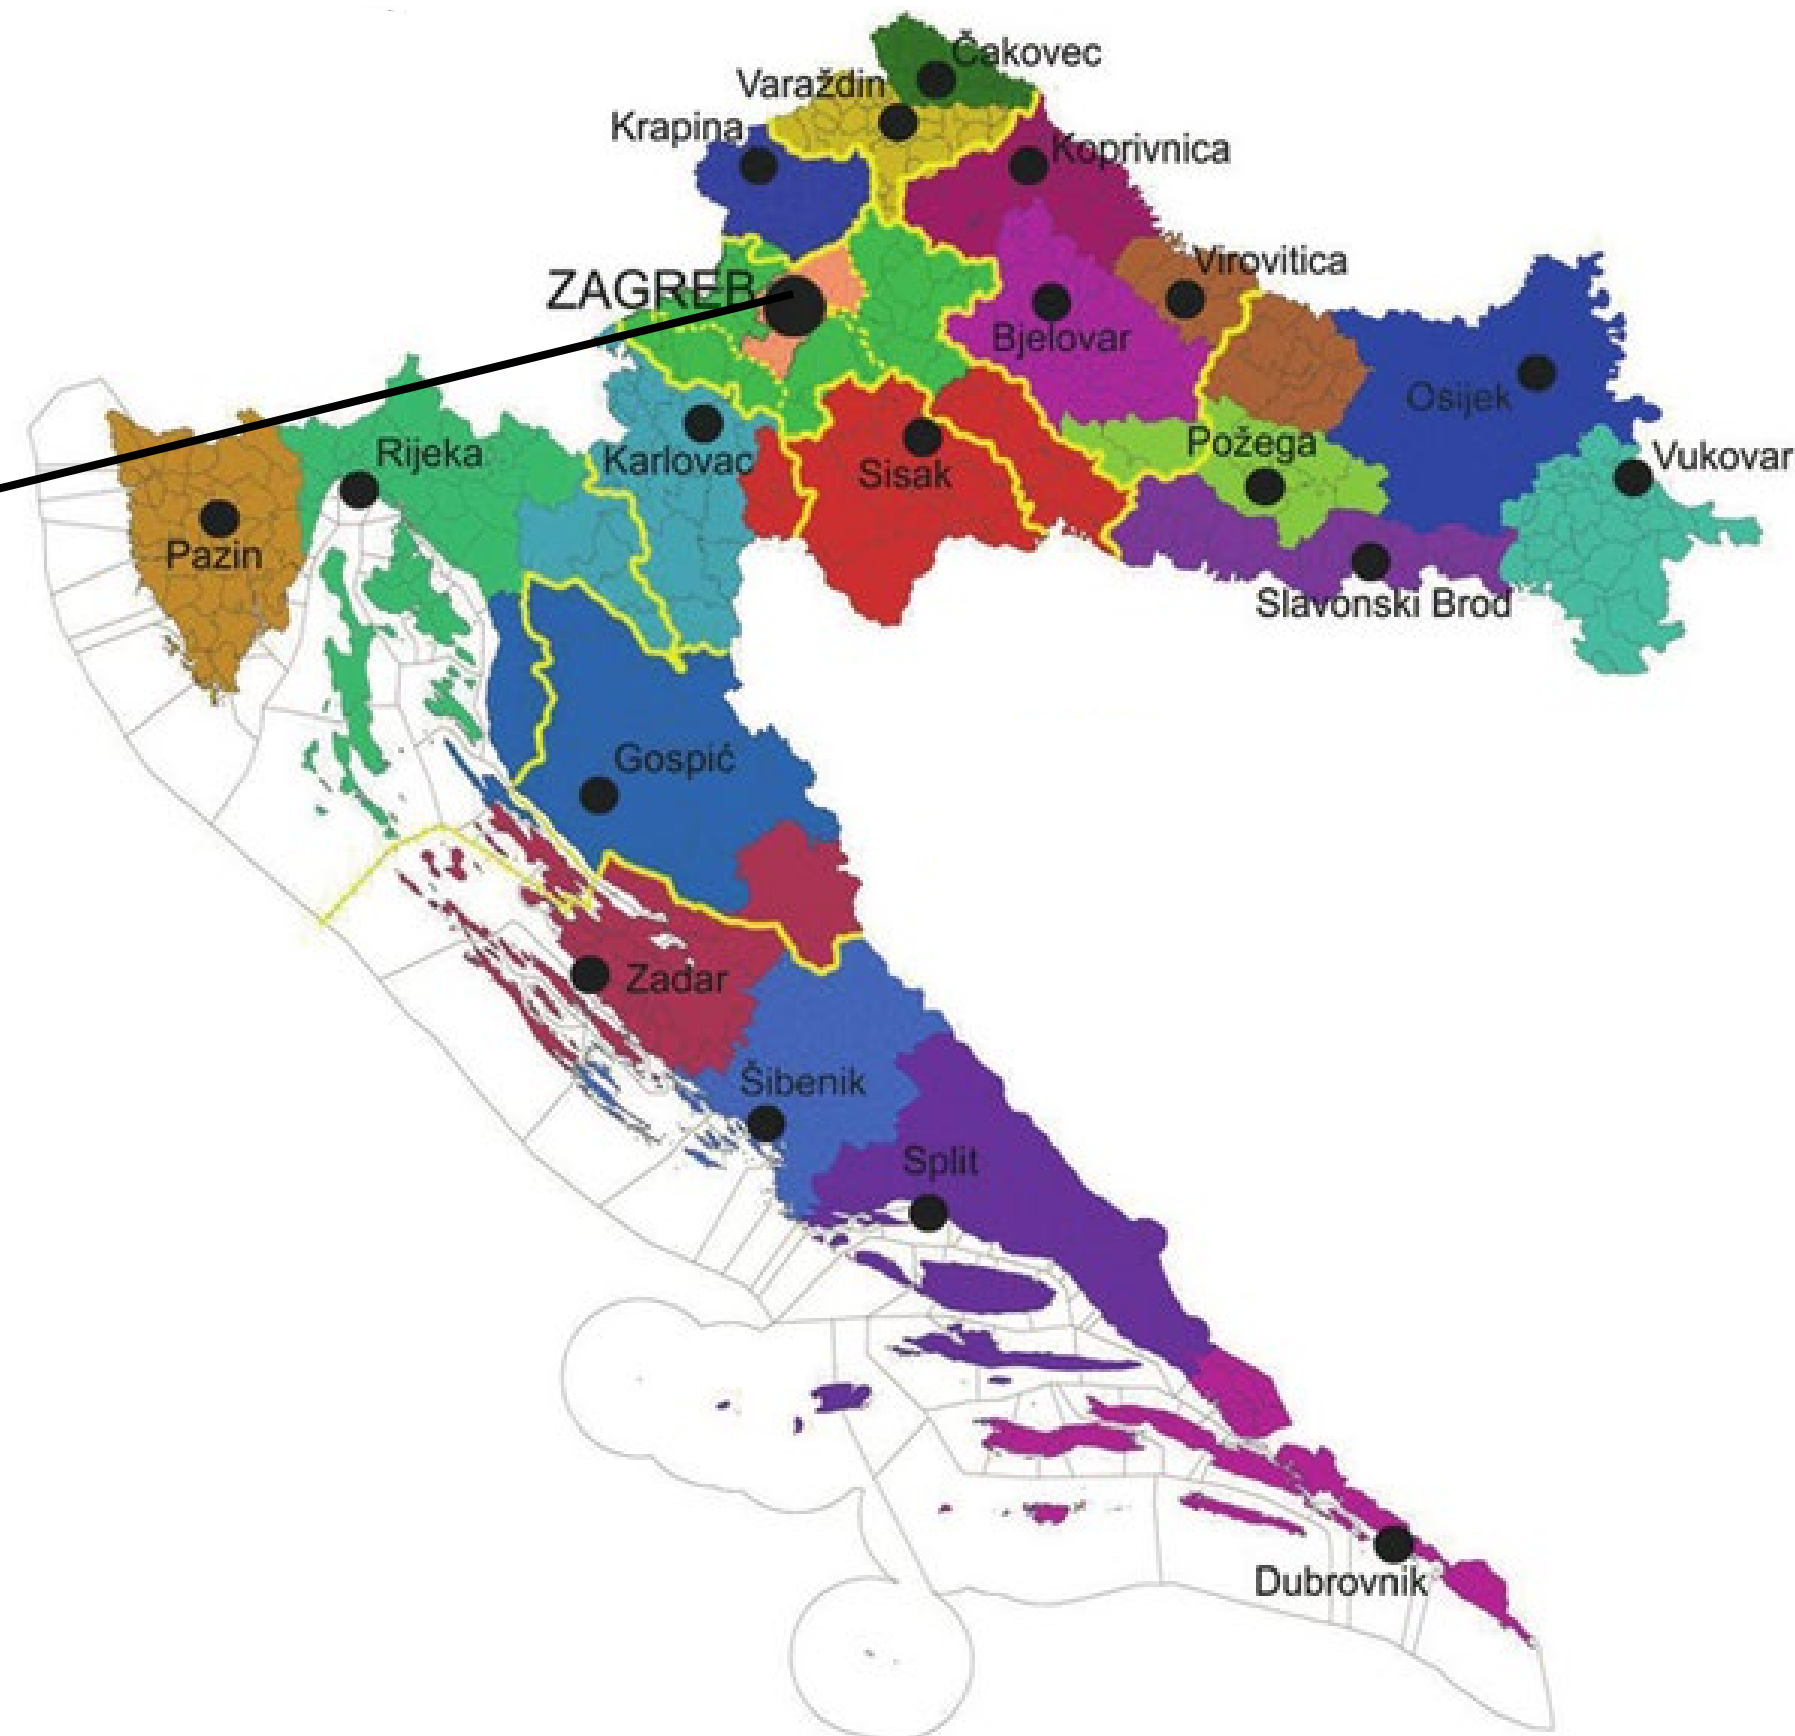 Čakovec
Varaždin
Krapina
Koprivnica
Virovitica
ZAGREB
Bjelovar
Osijek
Rijeka
Karlovac
Sisak
Požega
Vukovar
Pazin
Slavonski Brod
Gospić
Zadar
Šibenik
Split
Dubrovnik